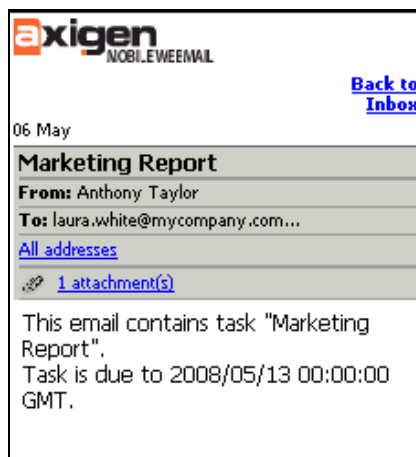 axigen
NOBILEWEEMAIL
Back to
Inbox
06 May
Marketing Report
From: Anthony Taylor
To: laura.white@mycompany.com...
All addresses
1 attachment(s)
This email contains task "Marketing
Report".
Task is due to 2008/05/13 00:00:00
GMT.